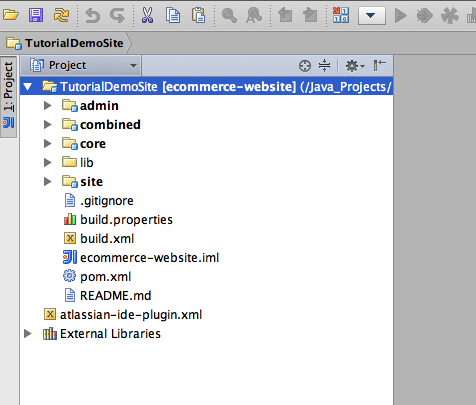 TutorialDemoSite
1: Project
Project
TutorialDemoSite [ecommerce-website] (/Java_Projects/
admin
combined
core
lib
site
.gitignore
build.properties
build.xml
ecommerce-website.iml
pom.xml
README.md
atlassian-ide-plugin.xml
External Libraries